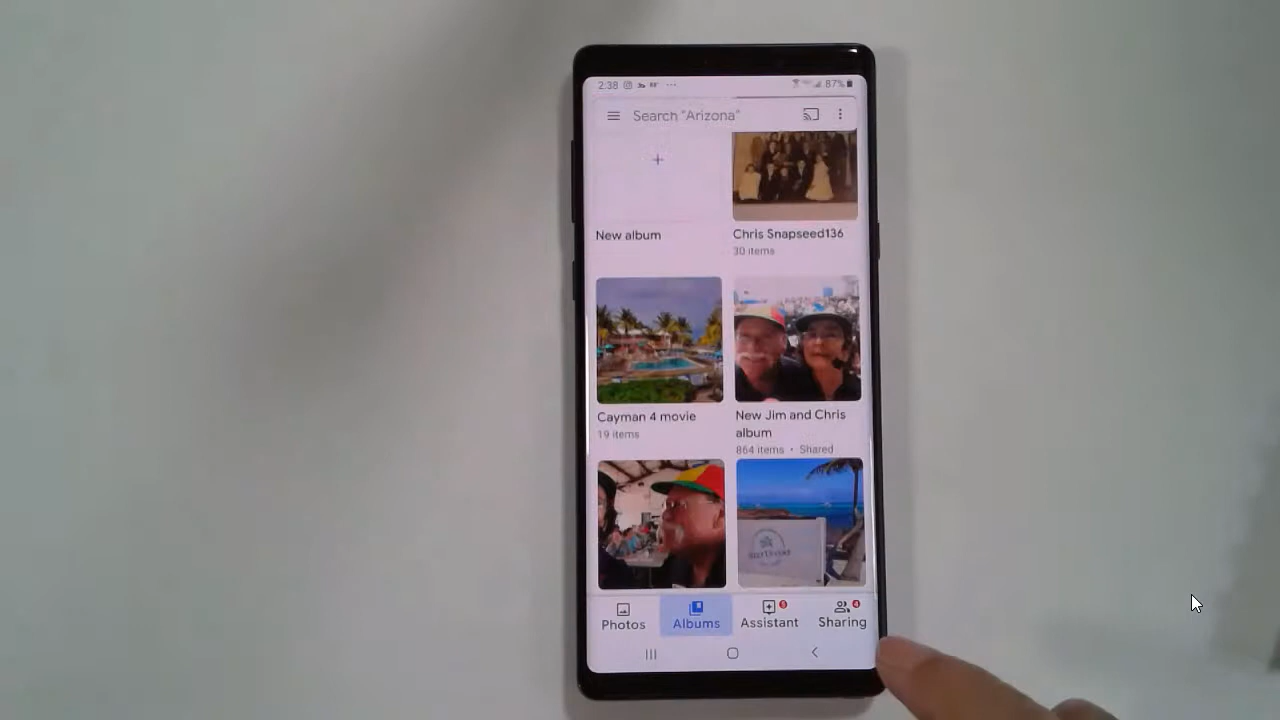 2:38
87%
Search "Arizona"
New album
Chris Snapseed136
30 items
Cayman 4 movie
19 items
New Jim and Chris
album
864 items • Shared
Photos
Albums
Assistant
Sharing
4